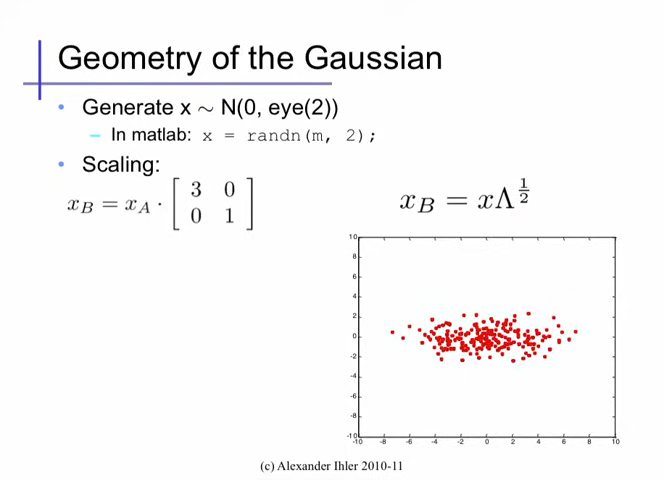 Geometry of the Gaussian
• Generate x ∼ N(0, eye(2))
– In matlab: x = randn(m, 2);
• Scaling:
x_B = x_A · [ 3 0
0 1 ]
x_B = xΛ^{1/2}
10
8
6
4
2
0
-2
-4
-6
-8
-10
-10 -8 -6 -4 -2 0 2 4 6 8 10
(c) Alexander Ihler 2010-11